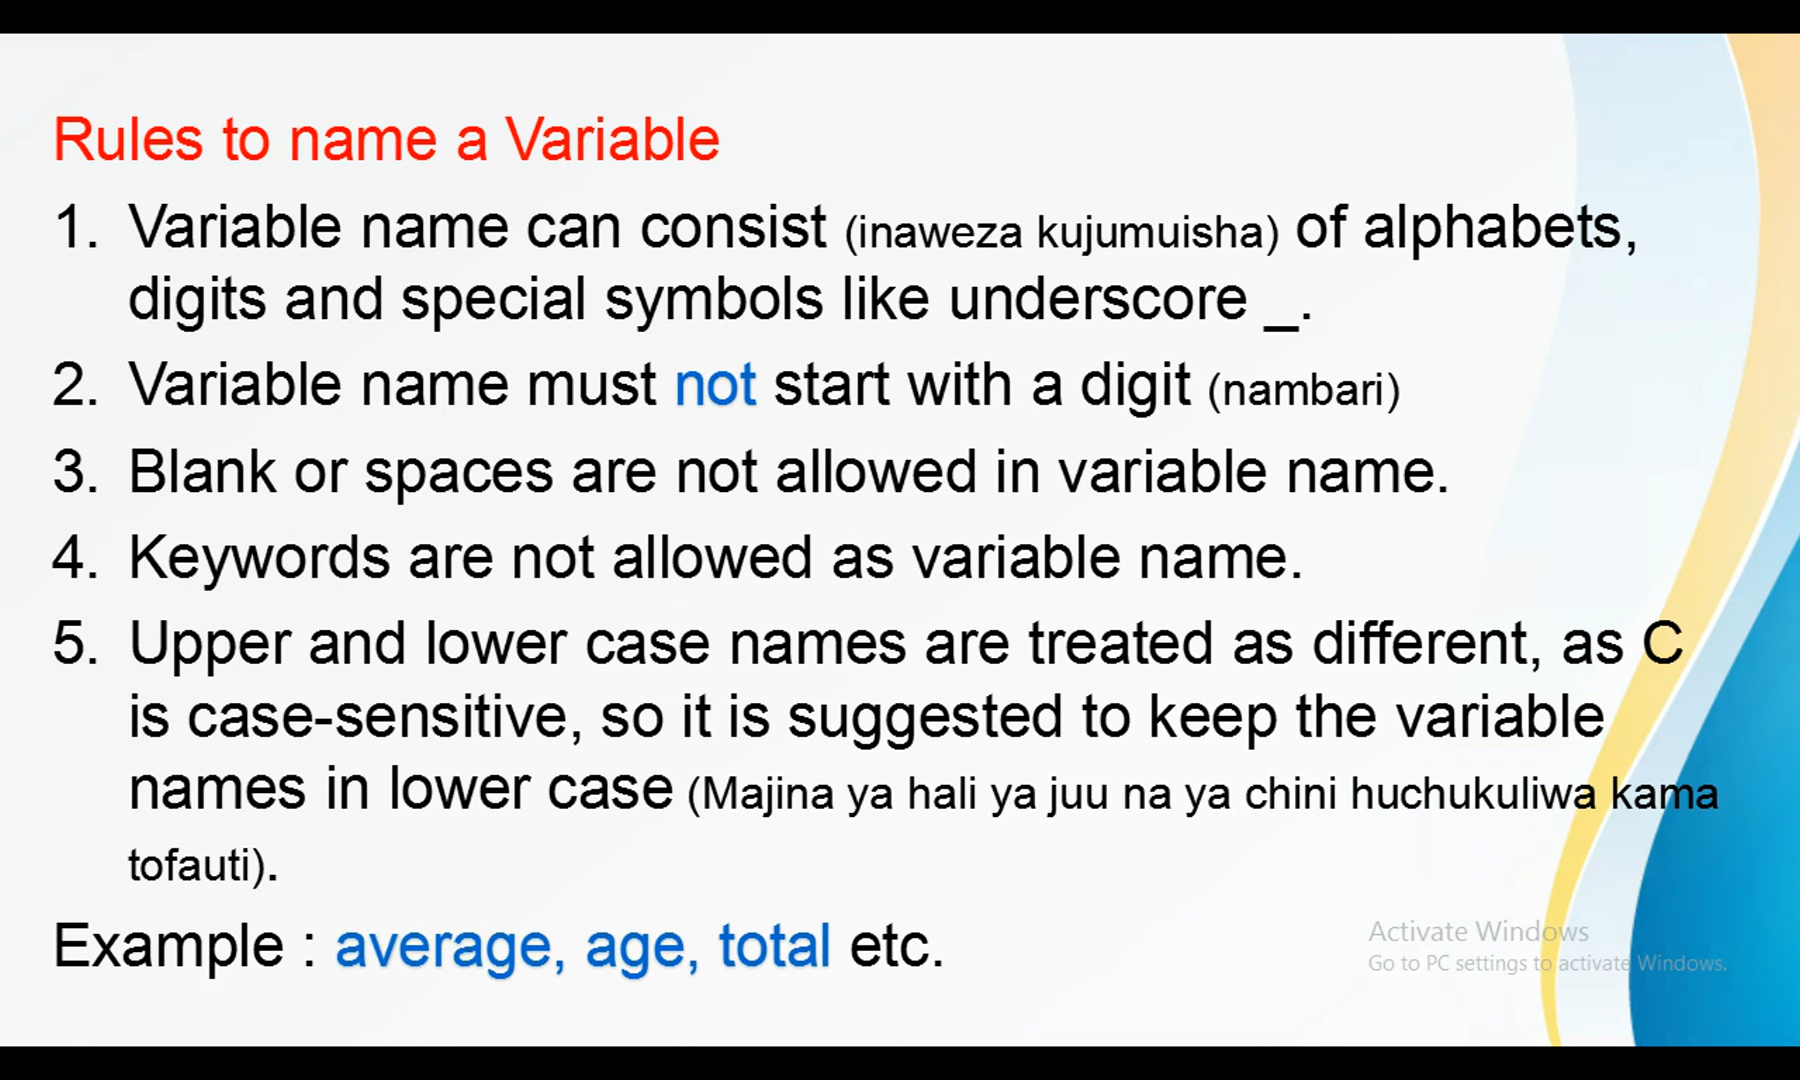 Rules to name a Variable
1. Variable name can consist (inaweza kujumuisha) of alphabets,
digits and special symbols like underscore _.
2. Variable name must not start with a digit (nambari)
3. Blank or spaces are not allowed in variable name.
4. Keywords are not allowed as variable name.
5. Upper and lower case names are treated as different, as C
is case-sensitive, so it is suggested to keep the variable
names in lower case (Majina ya hali ya juu na ya chini huchukuliwa kama
tofauti).
Example : average, age, total etc.
Activate Windows
Go to PC settings to activate Windows.